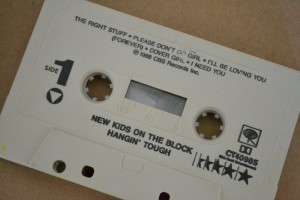 THE RIGHT STUFF • PLEASE DON'T GO GIRL • I'LL BE LOVING YOU
(FOREVER) • COVER GIRL • I NEED YOU
℗ 1988 CBS Records Inc.
SIDE 1
NEW KIDS ON THE BLOCK
HANGIN' TOUGH
CT40985